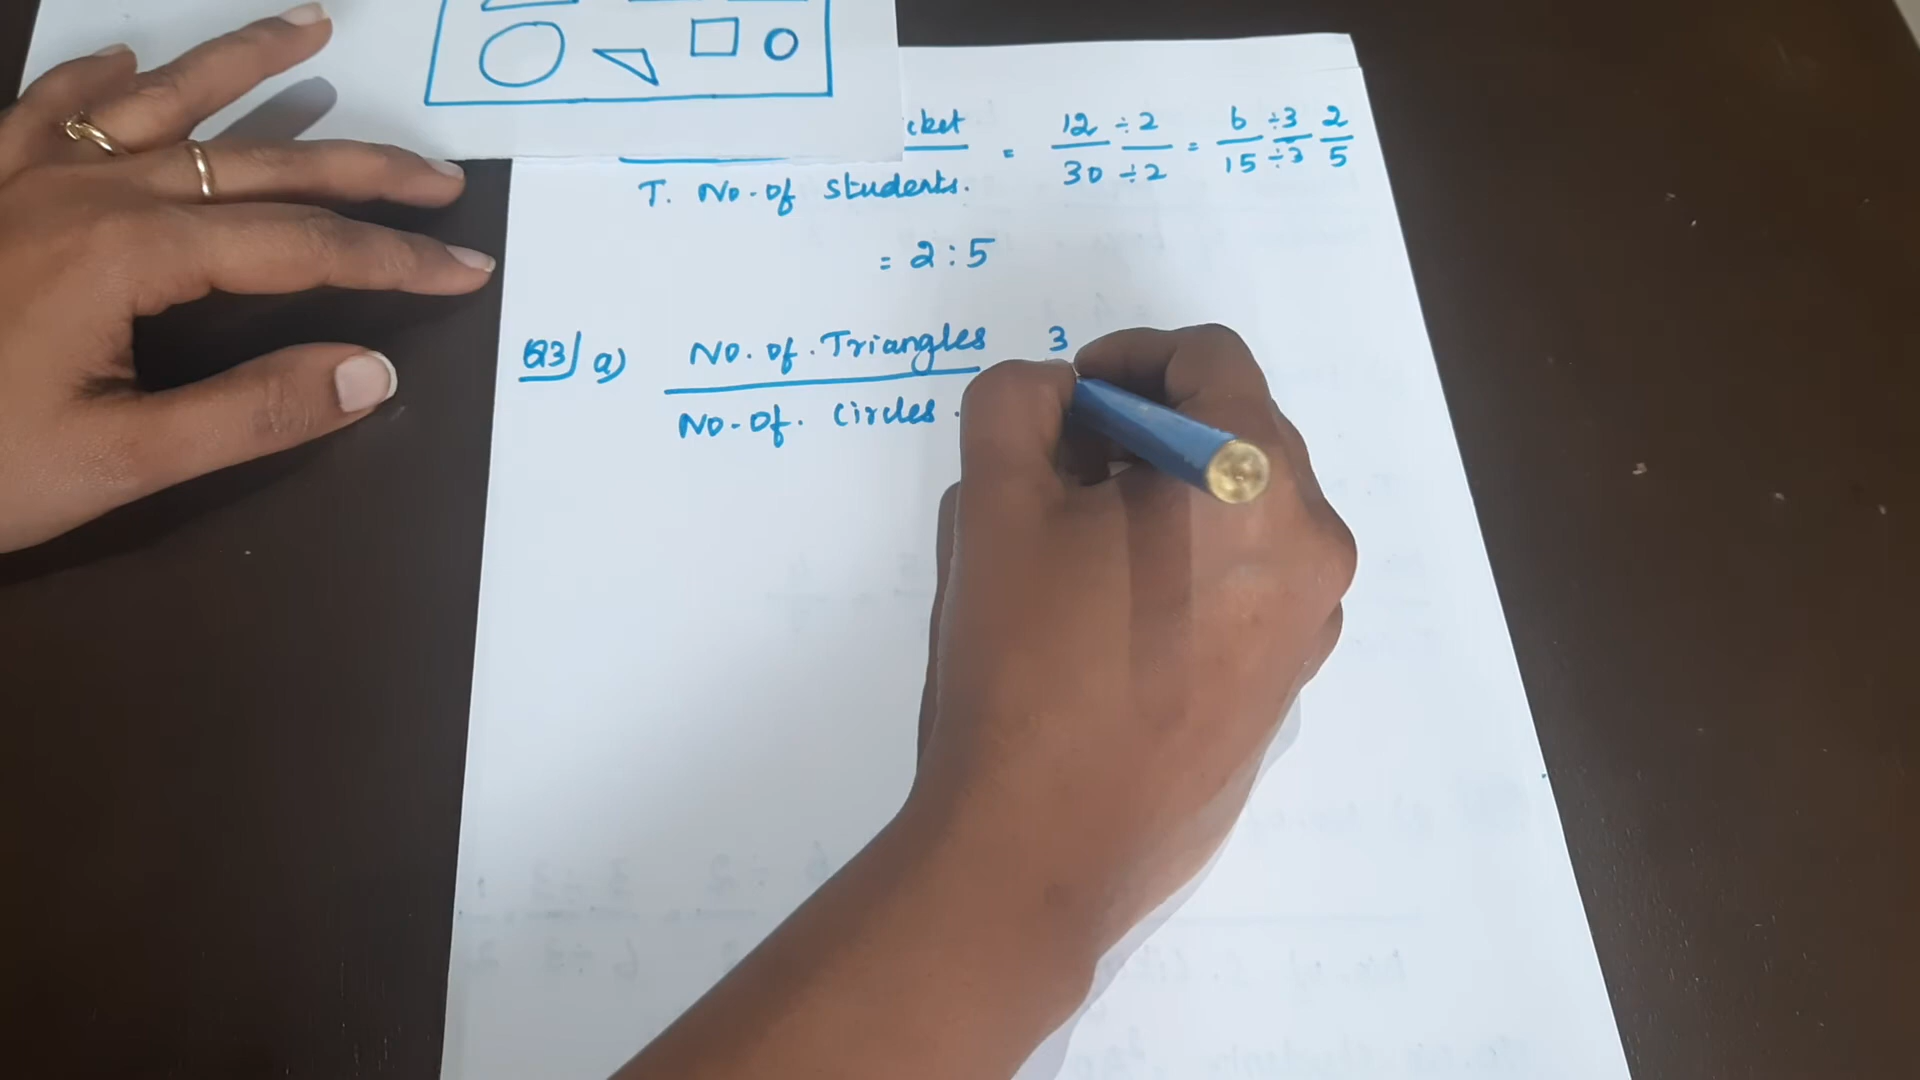 cket = 12 ÷2 / 30 ÷2 = 6 ÷3 / 15 ÷3 2 / 5
T. No. of students.
= 2:5
Q3/ a) No. of. Triangles 3
No. of. circles.